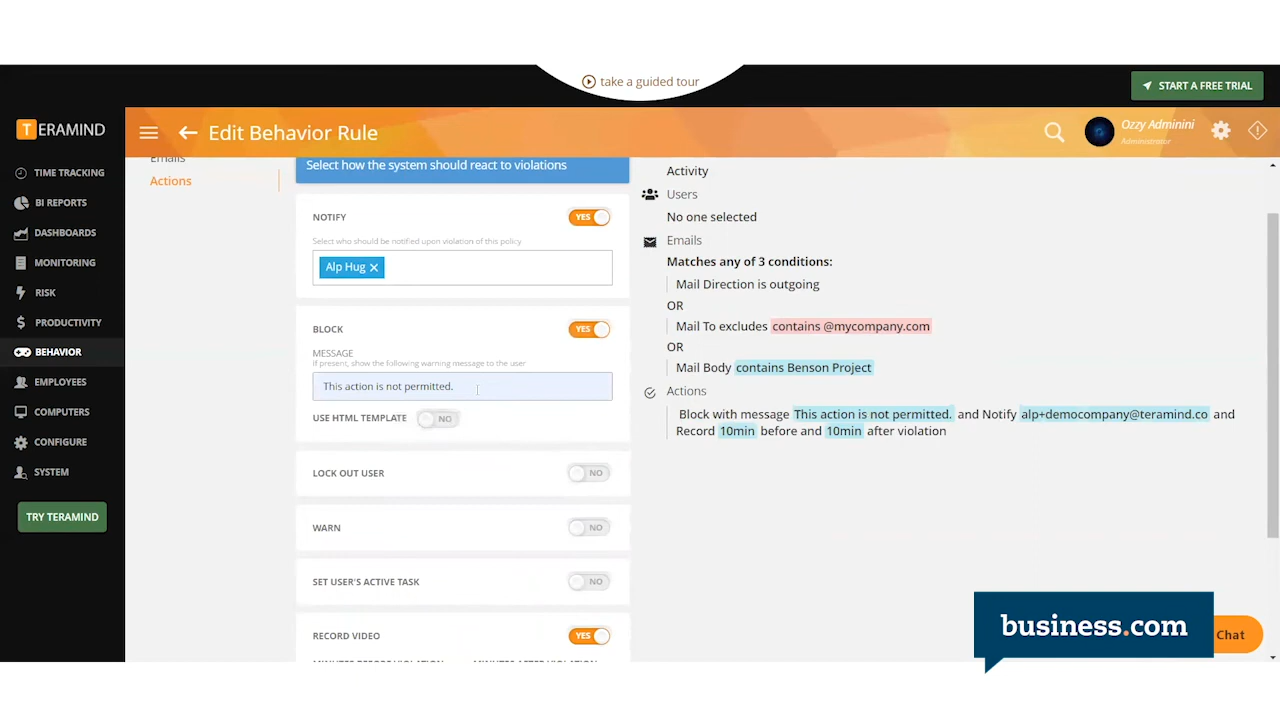 take a guided tour
START A FREE TRIAL
TERAMIND
Edit Behavior Rule
Ozzy Adminini
Administrator
TIME TRACKING
BI REPORTS
DASHBOARDS
MONITORING
RISK
PRODUCTIVITY
BEHAVIOR
EMPLOYEES
COMPUTERS
CONFIGURE
SYSTEM
TRY TERAMIND
Emails
Actions
Select how the system should react to violations
NOTIFY
YES
Select who should be notified upon violation of this policy
Alp Hug
BLOCK
YES
MESSAGE
If present, show the following warning message to the user
This action is not permitted.
USE HTML TEMPLATE
NO
LOCK OUT USER
NO
WARN
NO
SET USER'S ACTIVE TASK
NO
RECORD VIDEO
YES
MINUTES BEFORE VIOLATION
MINUTES AFTER VIOLATION
Activity
Users
No one selected
Emails
Matches any of 3 conditions:
Mail Direction is outgoing
OR
Mail To excludes contains @mycompany.com
OR
Mail Body contains Benson Project
Actions
Block with message This action is not permitted. and Notify alp+democompany@teramind.co and
Record 10min before and 10min after violation
business.com
Chat